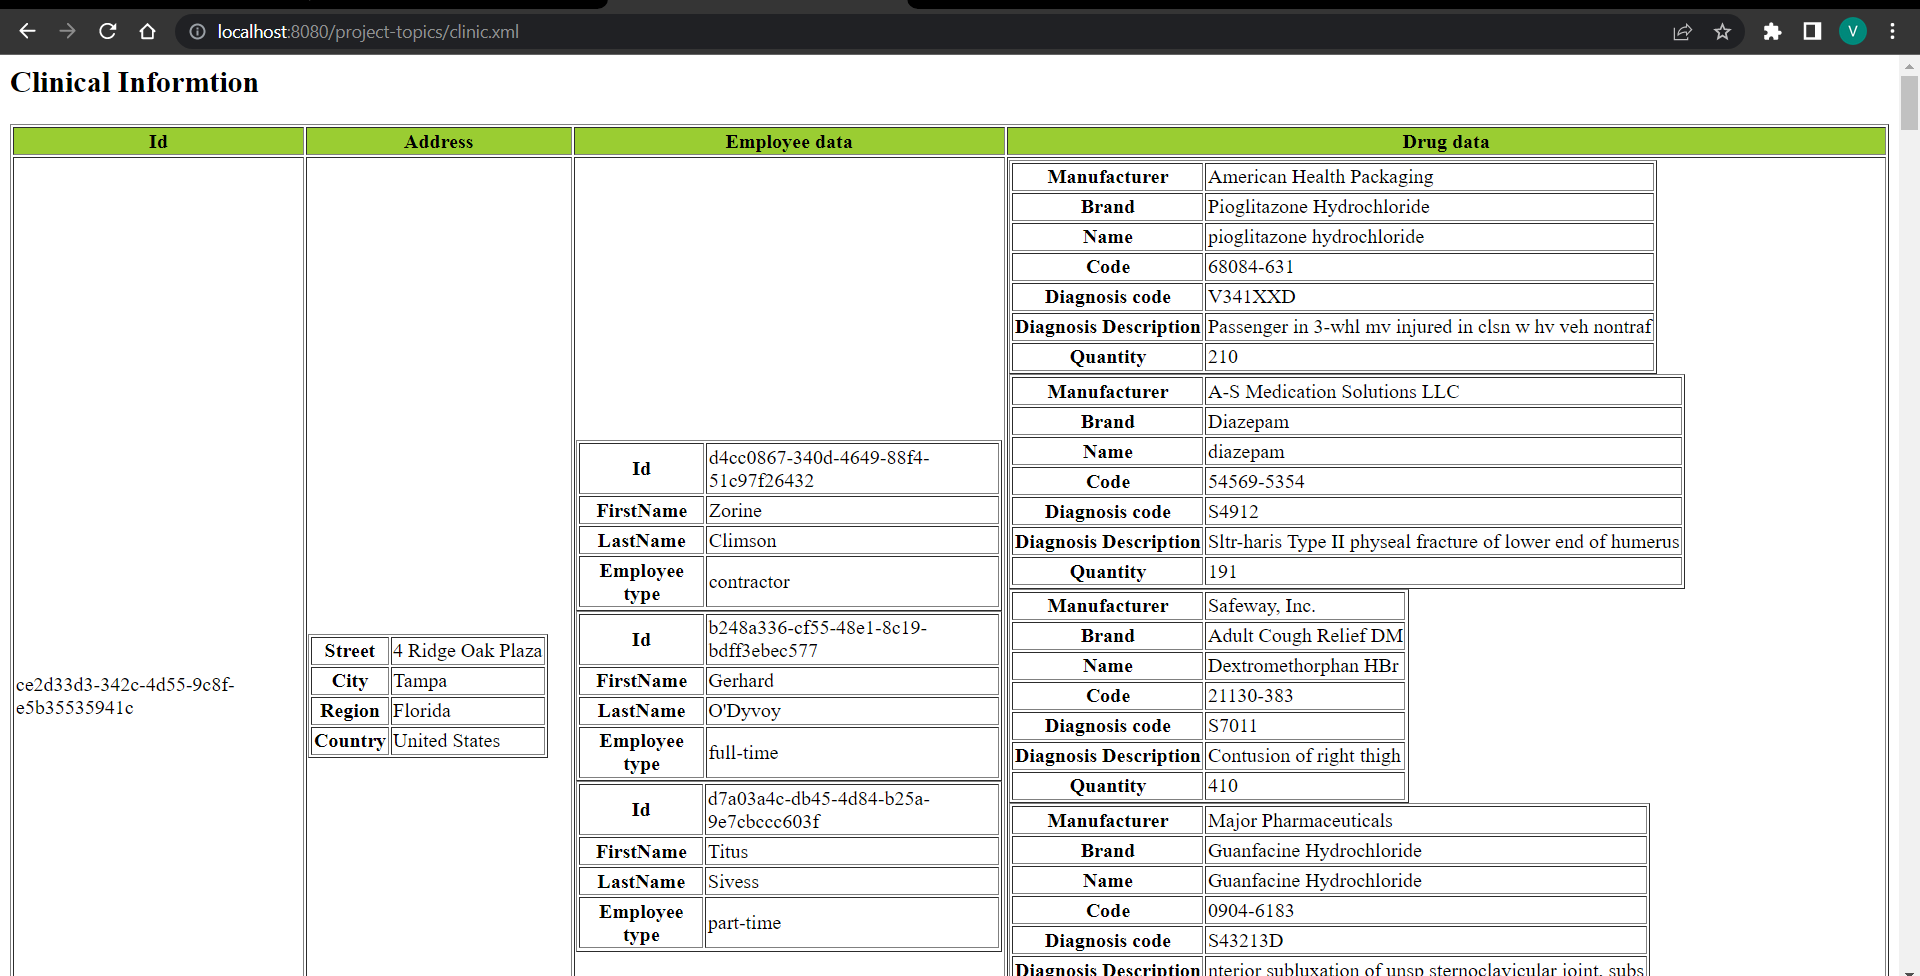 localhost:8080/project-topics/clinic.xml
V
Clinical Informtion
Id Address Employee data Drug data
ce2d33d3-342c-4d55-9c8f-
e5b35535941c
Street 4 Ridge Oak Plaza
City Tampa
Region Florida
Country United States
Id d4cc0867-340d-4649-88f4-
51c97f26432
FirstName Zorine
LastName Climson
Employee
type contractor
Id b248a336-cf55-48e1-8c19-
bdff3ebec577
FirstName Gerhard
LastName O'Dyvoy
Employee
type full-time
Id d7a03a4c-db45-4d84-b25a-
9e7cbccc603f
FirstName Titus
LastName Sivess
Employee
type part-time
Manufacturer American Health Packaging
Brand Pioglitazone Hydrochloride
Name pioglitazone hydrochloride
Code 68084-631
Diagnosis code V341XXD
Diagnosis Description Passenger in 3-whl mv injured in clsn w hv veh nontraf
Quantity 210
Manufacturer A-S Medication Solutions LLC
Brand Diazepam
Name diazepam
Code 54569-5354
Diagnosis code S4912
Diagnosis Description Sltr-haris Type II physeal fracture of lower end of humerus
Quantity 191
Manufacturer Safeway, Inc.
Brand Adult Cough Relief DM
Name Dextromethorphan HBr
Code 21130-383
Diagnosis code S7011
Diagnosis Description Contusion of right thigh
Quantity 410
Manufacturer Major Pharmaceuticals
Brand Guanfacine Hydrochloride
Name Guanfacine Hydrochloride
Code 0904-6183
Diagnosis code S43213D
Diagnosis Description nterior subluxation of unsp sternoclavicular joint, subs